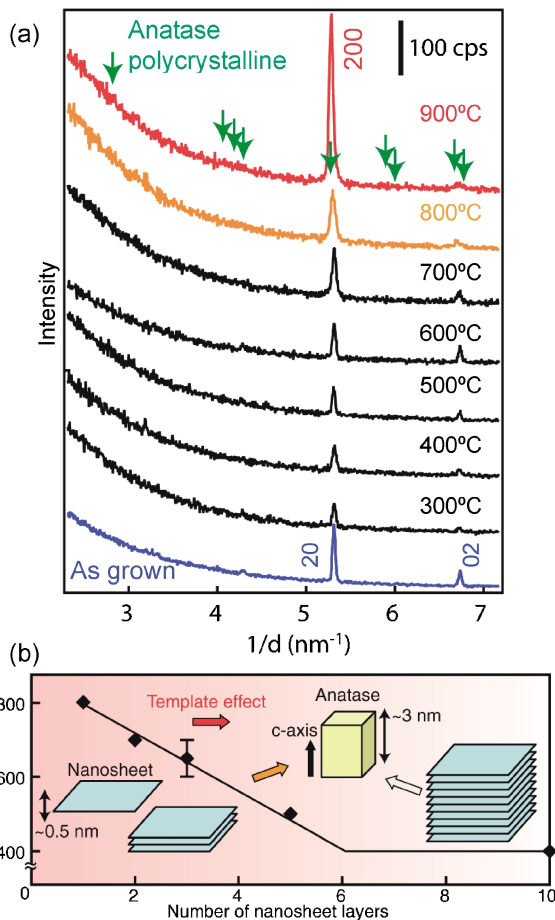 (a)
Anatase
polycrystalline
200
100 cps
900ºC
800ºC
700ºC
600ºC
500ºC
400ºC
300ºC
As grown
20
02
Intensity
3 4 5 6 7
1/d (nm⁻¹)
(b)
Template effect
Anatase
c-axis
~3 nm
Nanosheet
~0.5 nm
800
600
400
0 2 4 6 8 10
Number of nanosheet layers